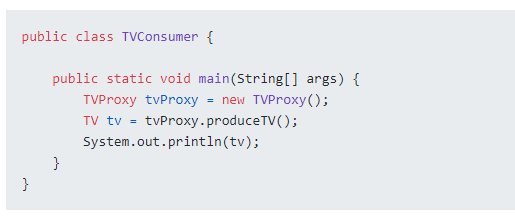 public class TVConsumer {
    public static void main(String[] args) {
        TVProxy tvProxy = new TVProxy();
        TV tv = tvProxy.produceTV();
        System.out.println(tv);
    }
}